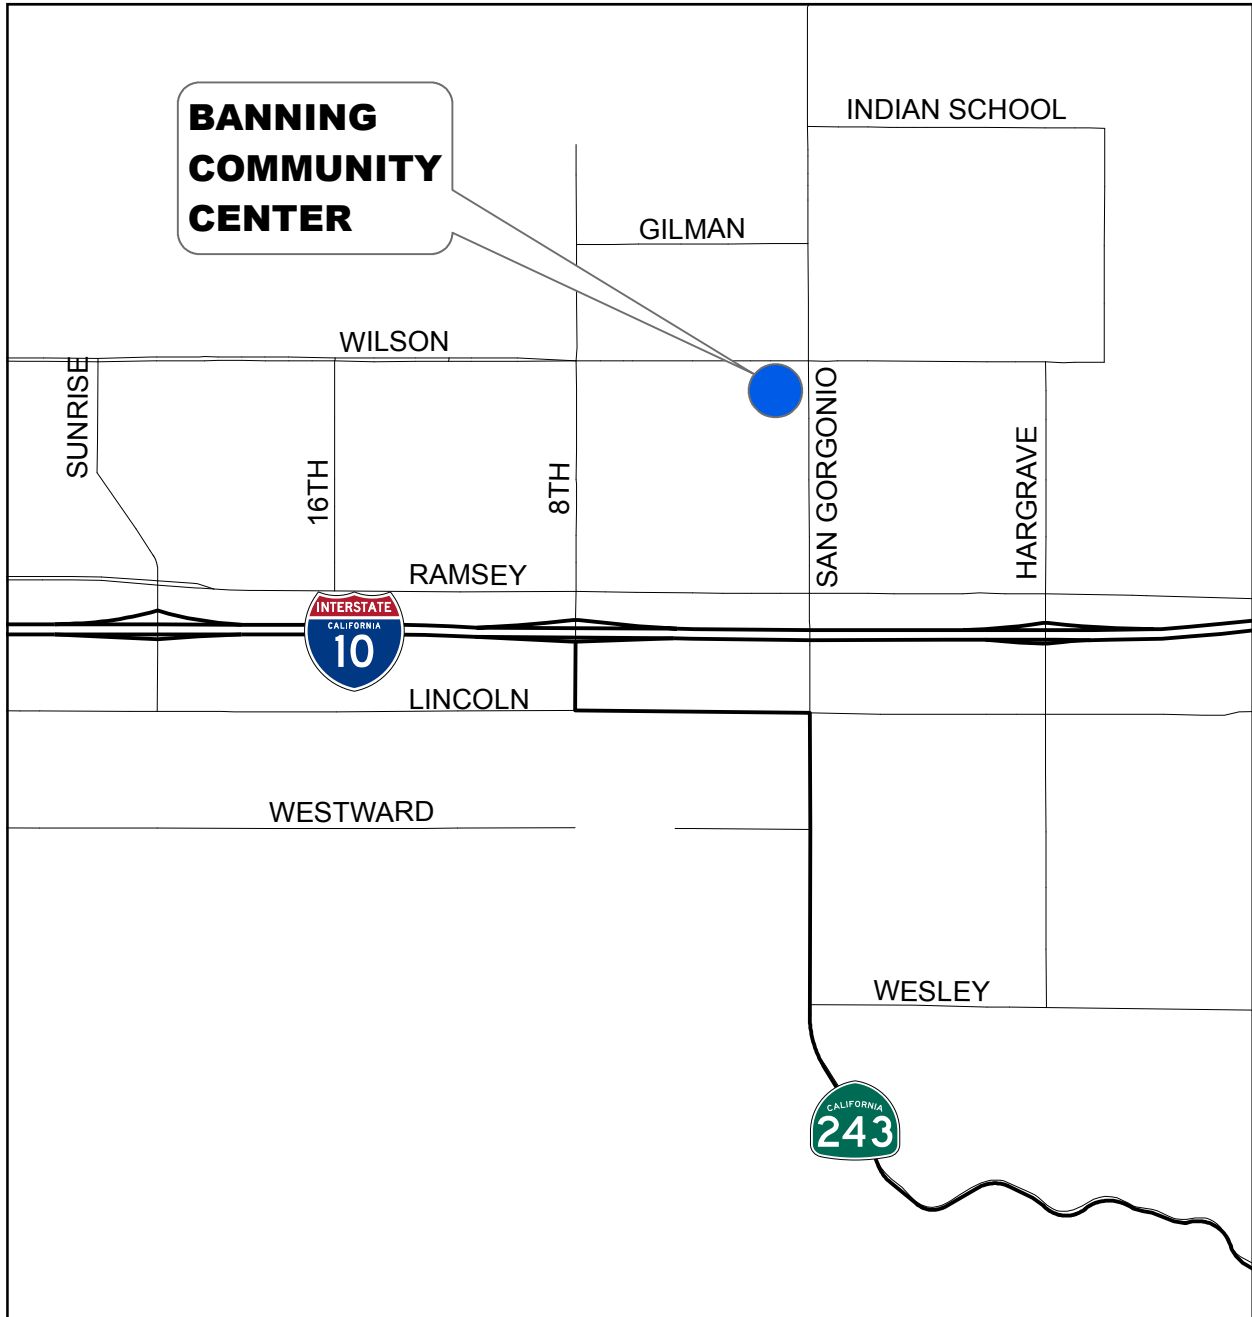 BANNING
COMMUNITY
CENTER
INDIAN SCHOOL
GILMAN
WILSON
SUNRISE
16TH
8TH
SAN GORGONIO
HARGRAVE
RAMSEY
INTERSTATE
CALIFORNIA
10
LINCOLN
WESTWARD
WESLEY
CALIFORNIA
243